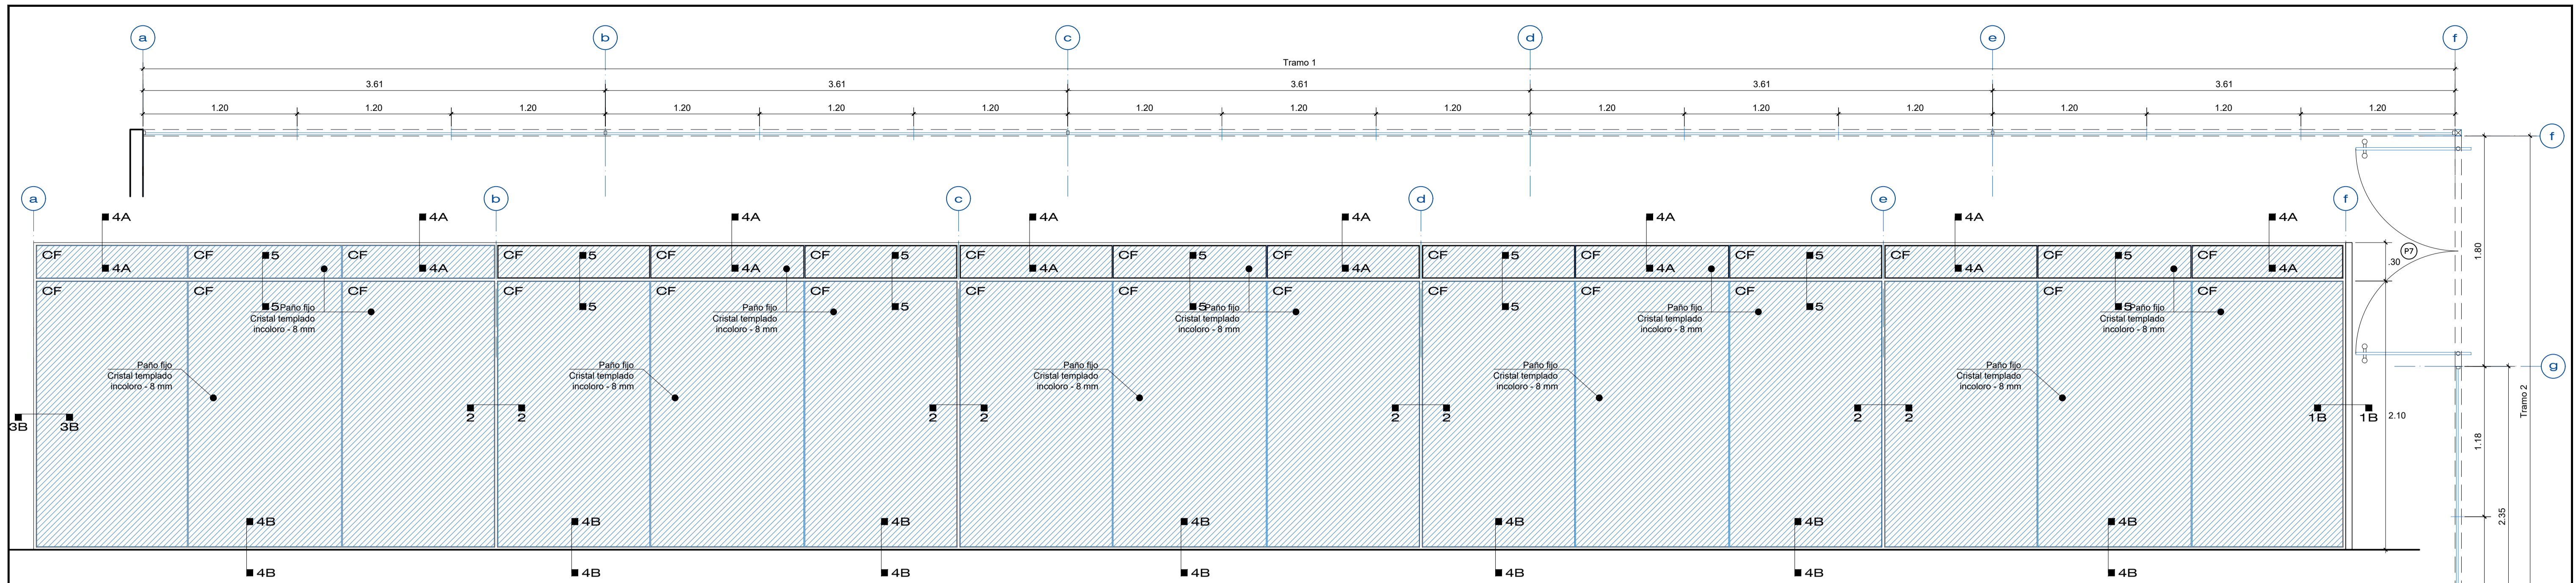 a b c d e f
Tramo 1
3.61 3.61 3.61 3.61 3.61
1.20 1.20 1.20 1.20 1.20 1.20 1.20 1.20 1.20 1.20 1.20 1.20 1.20 1.20 1.20
f
a b c d e f
4A 4A 4A 4A 4A 4A 4A 4A
1.80
P7
CF 5 CF CF 5 CF CF 5 CF CF 5 CF CF 5 CF CF 5 CF CF 5 CF CF
.30
4A 4A 4A 4A 4A 4A 4A 4A
CF CF CF CF CF CF CF CF CF CF CF CF CF CF CF
5 5 5 5 5 5 5
Paño fijo Paño fijo Paño fijo Paño fijo Paño fijo
Cristal templado Cristal templado Cristal templado Cristal templado Cristal templado
incoloro - 8 mm incoloro - 8 mm incoloro - 8 mm incoloro - 8 mm incoloro - 8 mm
Paño fijo Paño fijo Paño fijo Paño fijo Paño fijo
Cristal templado Cristal templado Cristal templado Cristal templado Cristal templado
incoloro - 8 mm incoloro - 8 mm incoloro - 8 mm incoloro - 8 mm incoloro - 8 mm
g
Tramo 2
3B 3B 2 2 2 2 2 2 2 2 1B 1B
2.10
1.18
2.35
4B 4B 4B 4B 4B 4B 4B
4B 4B 4B 4B 4B 4B 4B